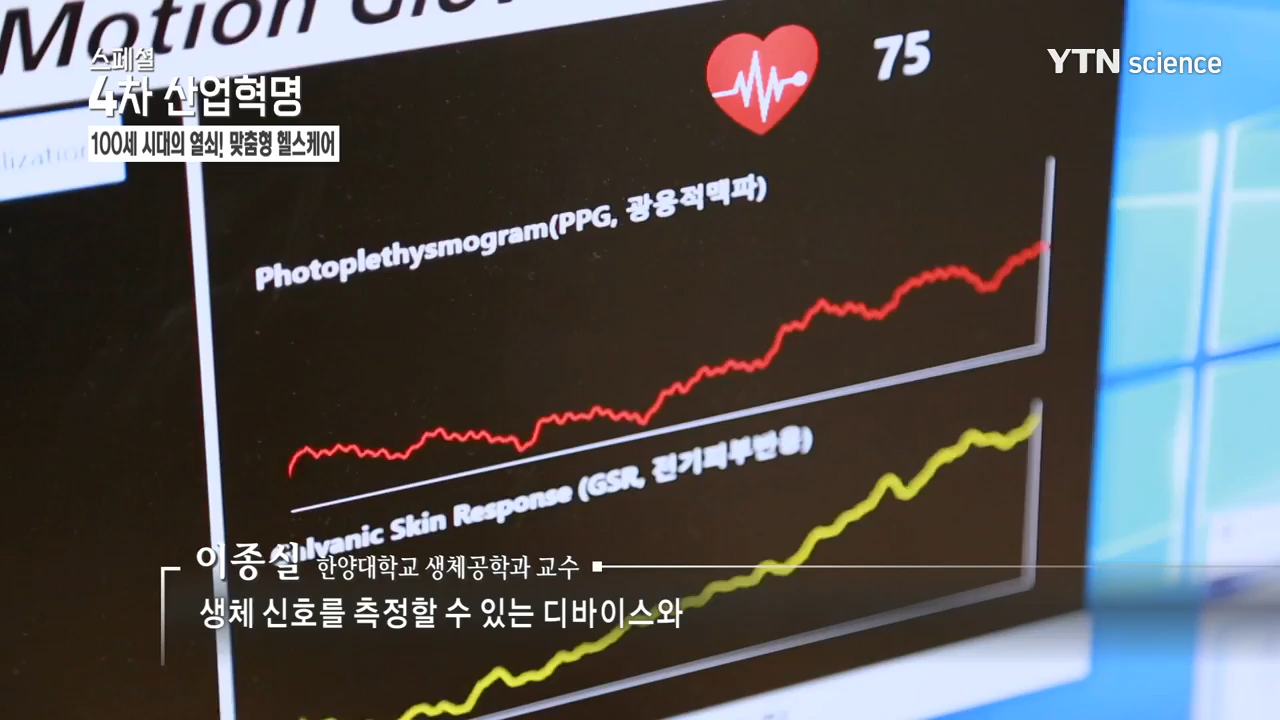 Motion
스페셜
4차 산업혁명
100세 시대의 열쇠! 맞춤형 헬스케어
75
YTN science
Photoplethysmogram(PPG, 광용적맥파)
Skin Response (GSR, 전기피부반응)
이종실 한양대학교 생체공학과 교수
생체 신호를 측정할 수 있는 디바이스와